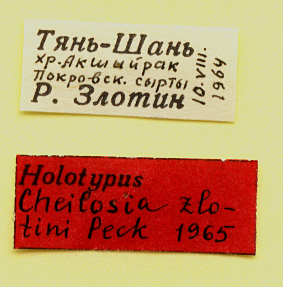 Тянь-Шань
хр. Акшыйрак
Покровск. сырты
Р. Злотин
10.VIII.
1964
Holotypus
Cheilosia zlo-
tini Peck 1965